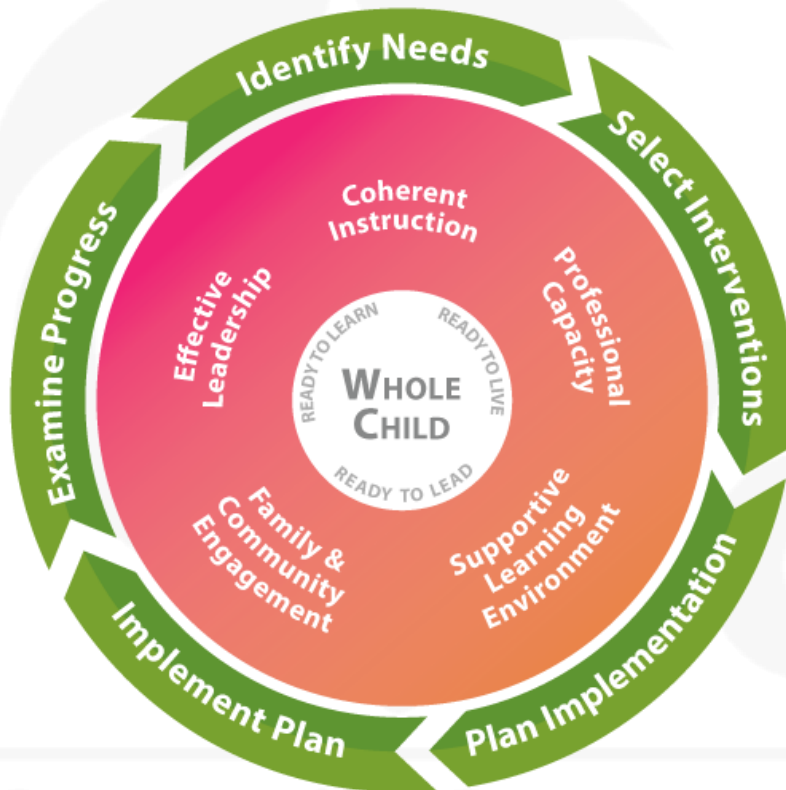 Identify Needs
Select Interventions
Plan Implementation
Implement Plan
Examine Progress
Coherent
Instruction
Professional
Capacity
Supportive
Learning
Environment
Family &
Community
Engagement
Effective
Leadership
READY TO LEARN
READY TO LIVE
READY TO LEAD
WHOLE
CHILD